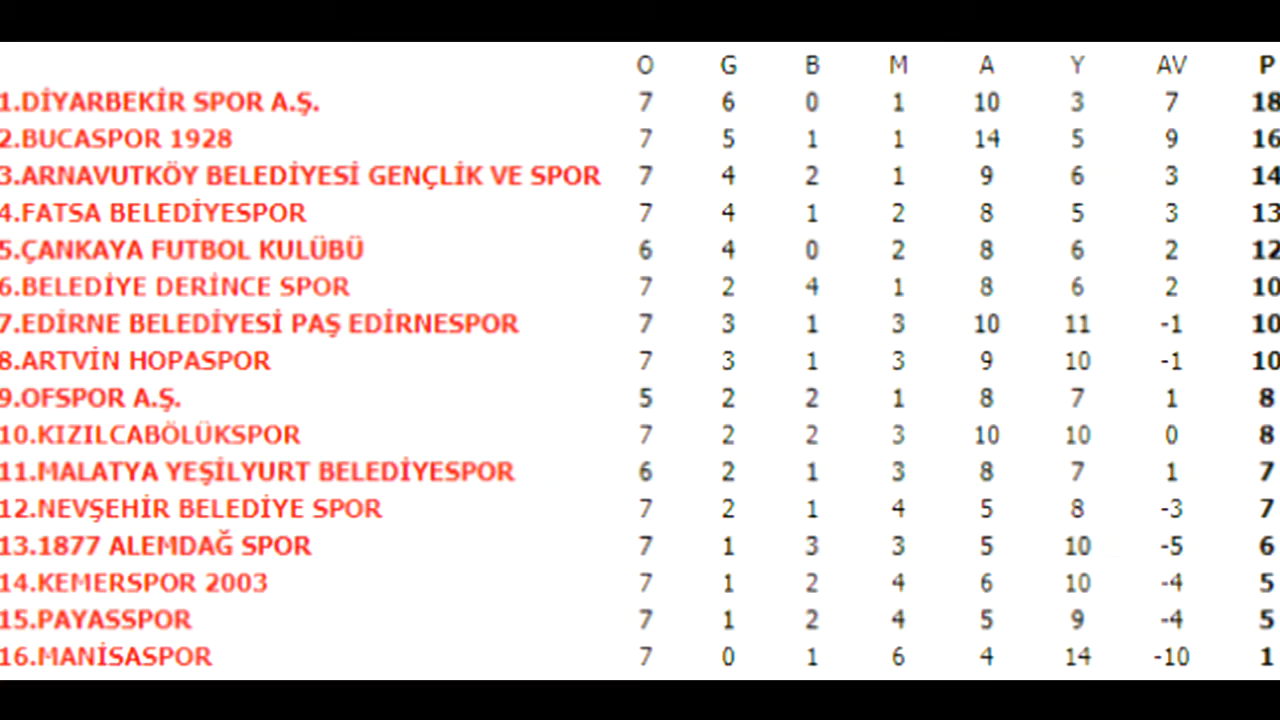 O G B M A Y AV P
1.DİYARBEKİR SPOR A.Ş. 7 6 0 1 10 3 7 18
2.BUCASPOR 1928 7 5 1 1 14 5 9 16
3.ARNAVUTKÖY BELEDİYESİ GENÇLİK VE SPOR 7 4 2 1 9 6 3 14
4.FATSA BELEDİYESPOR 7 4 1 2 8 5 3 13
5.ÇANKAYA FUTBOL KULÜBÜ 6 4 0 2 8 6 2 12
6.BELEDİYE DERİNCE SPOR 7 2 4 1 8 6 2 10
7.EDİRNE BELEDİYESİ PAŞ EDİRNESPOR 7 3 1 3 10 11 -1 10
8.ARTVİN HOPASPOR 7 3 1 3 9 10 -1 10
9.OFSPOR A.Ş. 5 2 2 1 8 7 1 8
10.KIZILCABÖLÜKSPOR 7 2 2 3 10 10 0 8
11.MALATYA YEŞİLYURT BELEDİYESPOR 6 2 1 3 8 7 1 7
12.NEVŞEHİR BELEDİYE SPOR 7 2 1 4 5 8 -3 7
13.1877 ALEMDAĞ SPOR 7 1 3 3 5 10 -5 6
14.KEMERSPOR 2003 7 1 2 4 6 10 -4 5
15.PAYASSPOR 7 1 2 4 5 9 -4 5
16.MANİSASPOR 7 0 1 6 4 14 -10 1